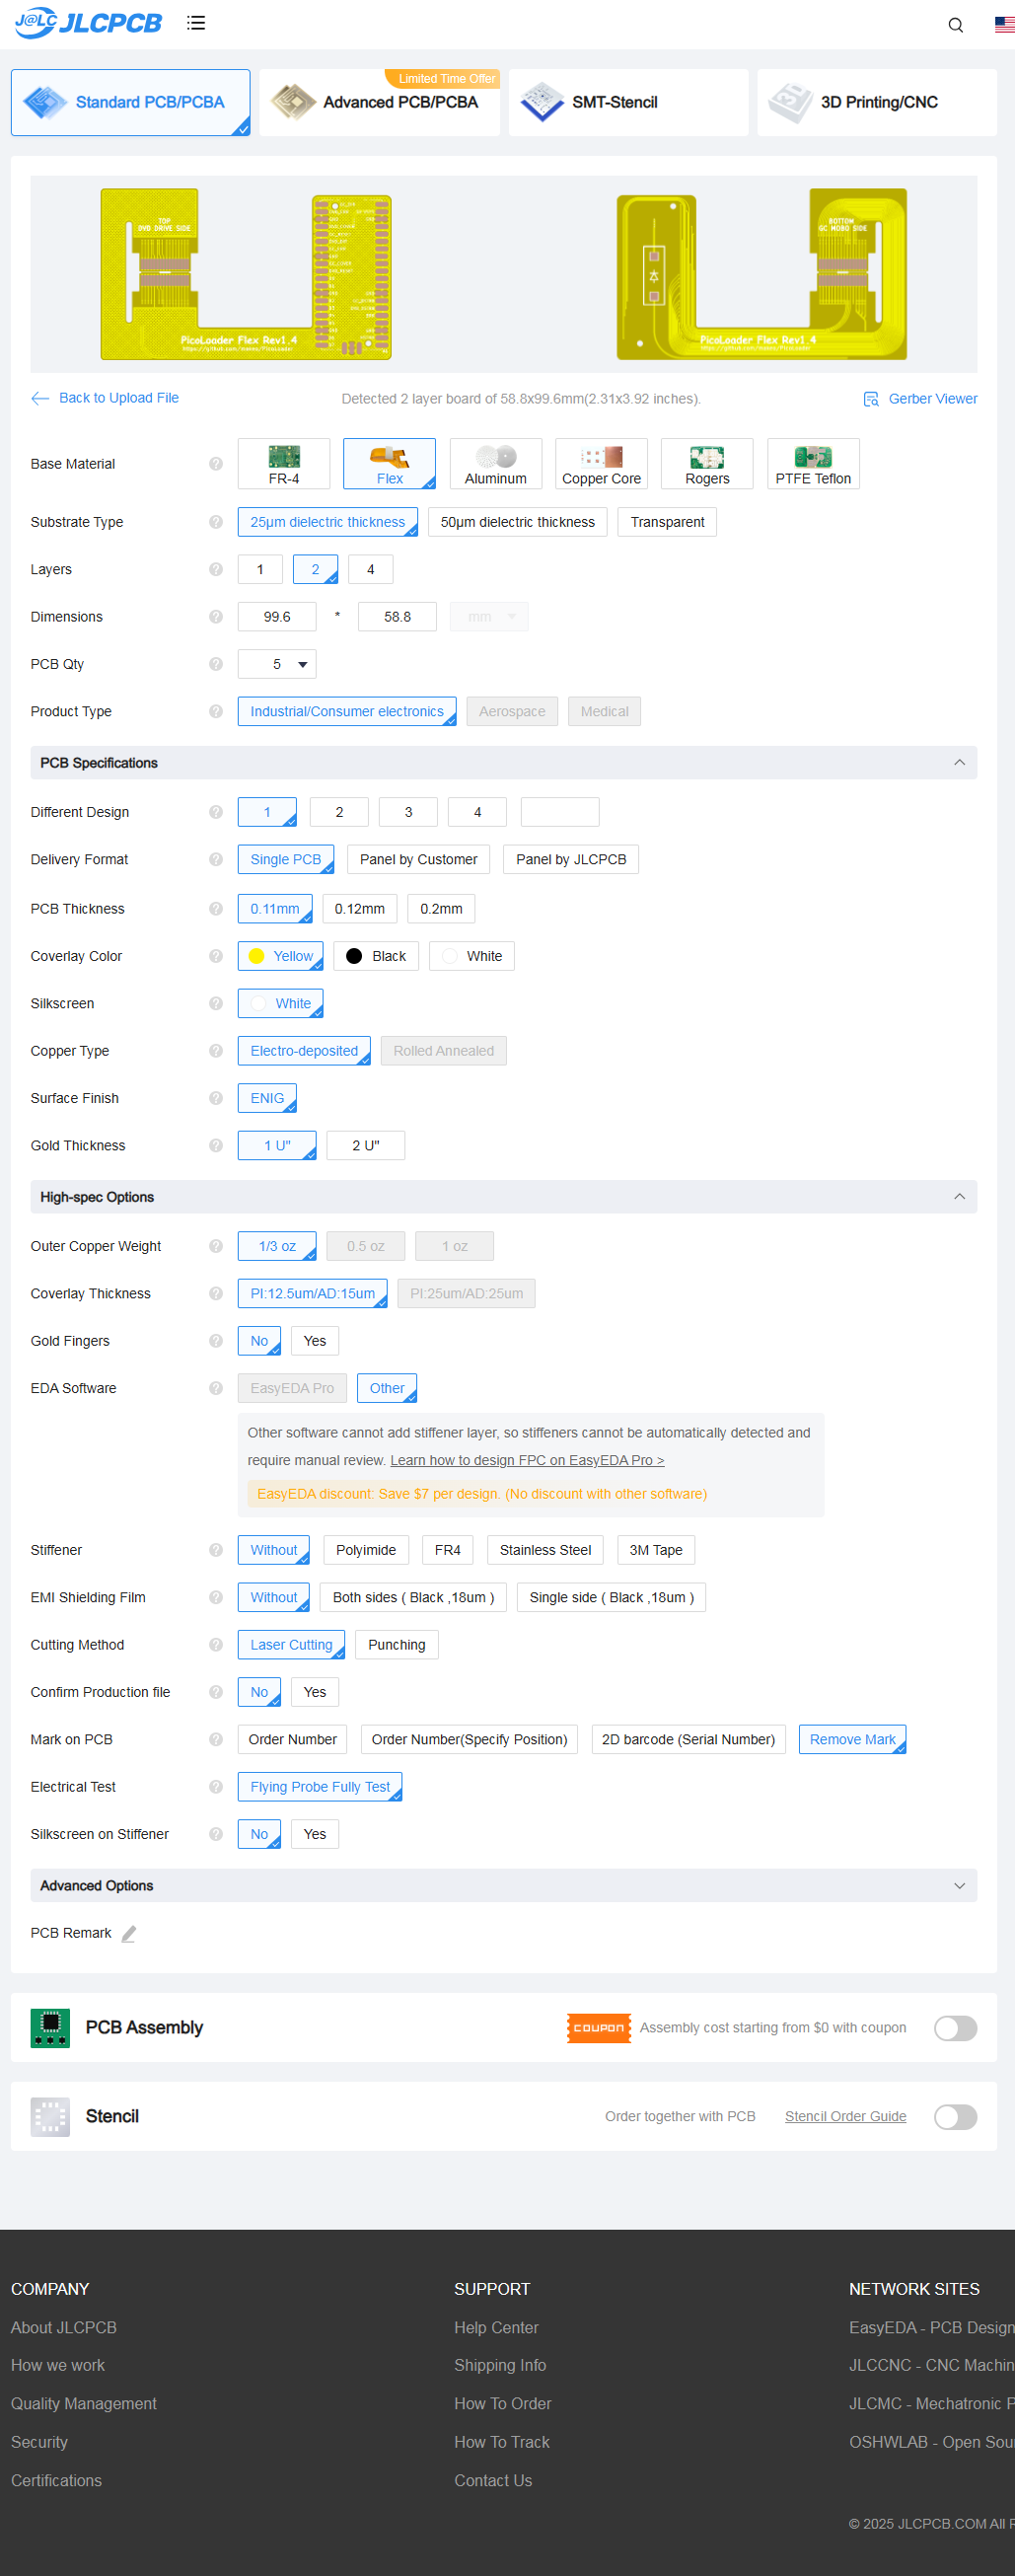 J@LC JLCPCB
Standard PCB/PCBA
Limited Time Offer
Advanced PCB/PCBA
SMT-Stencil
3D Printing/CNC
TOP
DVD DRIVE SIDE
PicoLoader Flex Rev1.4
BOTTOM
GC MOBO SIDE
PicoLoader Flex Rev1.4
Back to Upload File
Detected 2 layer board of 58.8x99.6mm(2.31x3.92 inches).
Gerber Viewer
Base Material ? FR-4 Flex Aluminum Copper Core Rogers PTFE Teflon
Substrate Type ? 25μm dielectric thickness 50μm dielectric thickness Transparent
Layers ? 1 2 4
Dimensions ? 99.6 * 58.8 mm
PCB Qty ? 5
Product Type ? Industrial/Consumer electronics Aerospace Medical
PCB Specifications
Different Design ? 1 2 3 4
Delivery Format ? Single PCB Panel by Customer Panel by JLCPCB
PCB Thickness ? 0.11mm 0.12mm 0.2mm
Coverlay Color ? Yellow Black White
Silkscreen ? White
Copper Type ? Electro-deposited Rolled Annealed
Surface Finish ? ENIG
Gold Thickness ? 1 U" 2 U"
High-spec Options
Outer Copper Weight ? 1/3 oz 0.5 oz 1 oz
Coverlay Thickness ? PI:12.5um/AD:15um PI:25um/AD:25um
Gold Fingers ? No Yes
EDA Software ? EasyEDA Pro Other
Other software cannot add stiffener layer, so stiffeners cannot be automatically detected and
require manual review. Learn how to design FPC on EasyEDA Pro >
EasyEDA discount: Save $7 per design. (No discount with other software)
Stiffener ? Without Polyimide FR4 Stainless Steel 3M Tape
EMI Shielding Film ? Without Both sides ( Black ,18um ) Single side ( Black ,18um )
Cutting Method ? Laser Cutting Punching
Confirm Production file ? No Yes
Mark on PCB ? Order Number Order Number(Specify Position) 2D barcode (Serial Number) Remove Mark
Electrical Test ? Flying Probe Fully Test
Silkscreen on Stiffener ? No Yes
Advanced Options
PCB Remark
PCB Assembly COUPON Assembly cost starting from $0 with coupon
Stencil Order together with PCB Stencil Order Guide
COMPANY
About JLCPCB
How we work
Quality Management
Security
Certifications
SUPPORT
Help Center
Shipping Info
How To Order
How To Track
Contact Us
NETWORK SITES
EasyEDA - PCB Design
JLCCNC - CNC Machin
JLCMC - Mechatronic P
OSHWLAB - Open Sou
© 2025 JLCPCB.COM All R